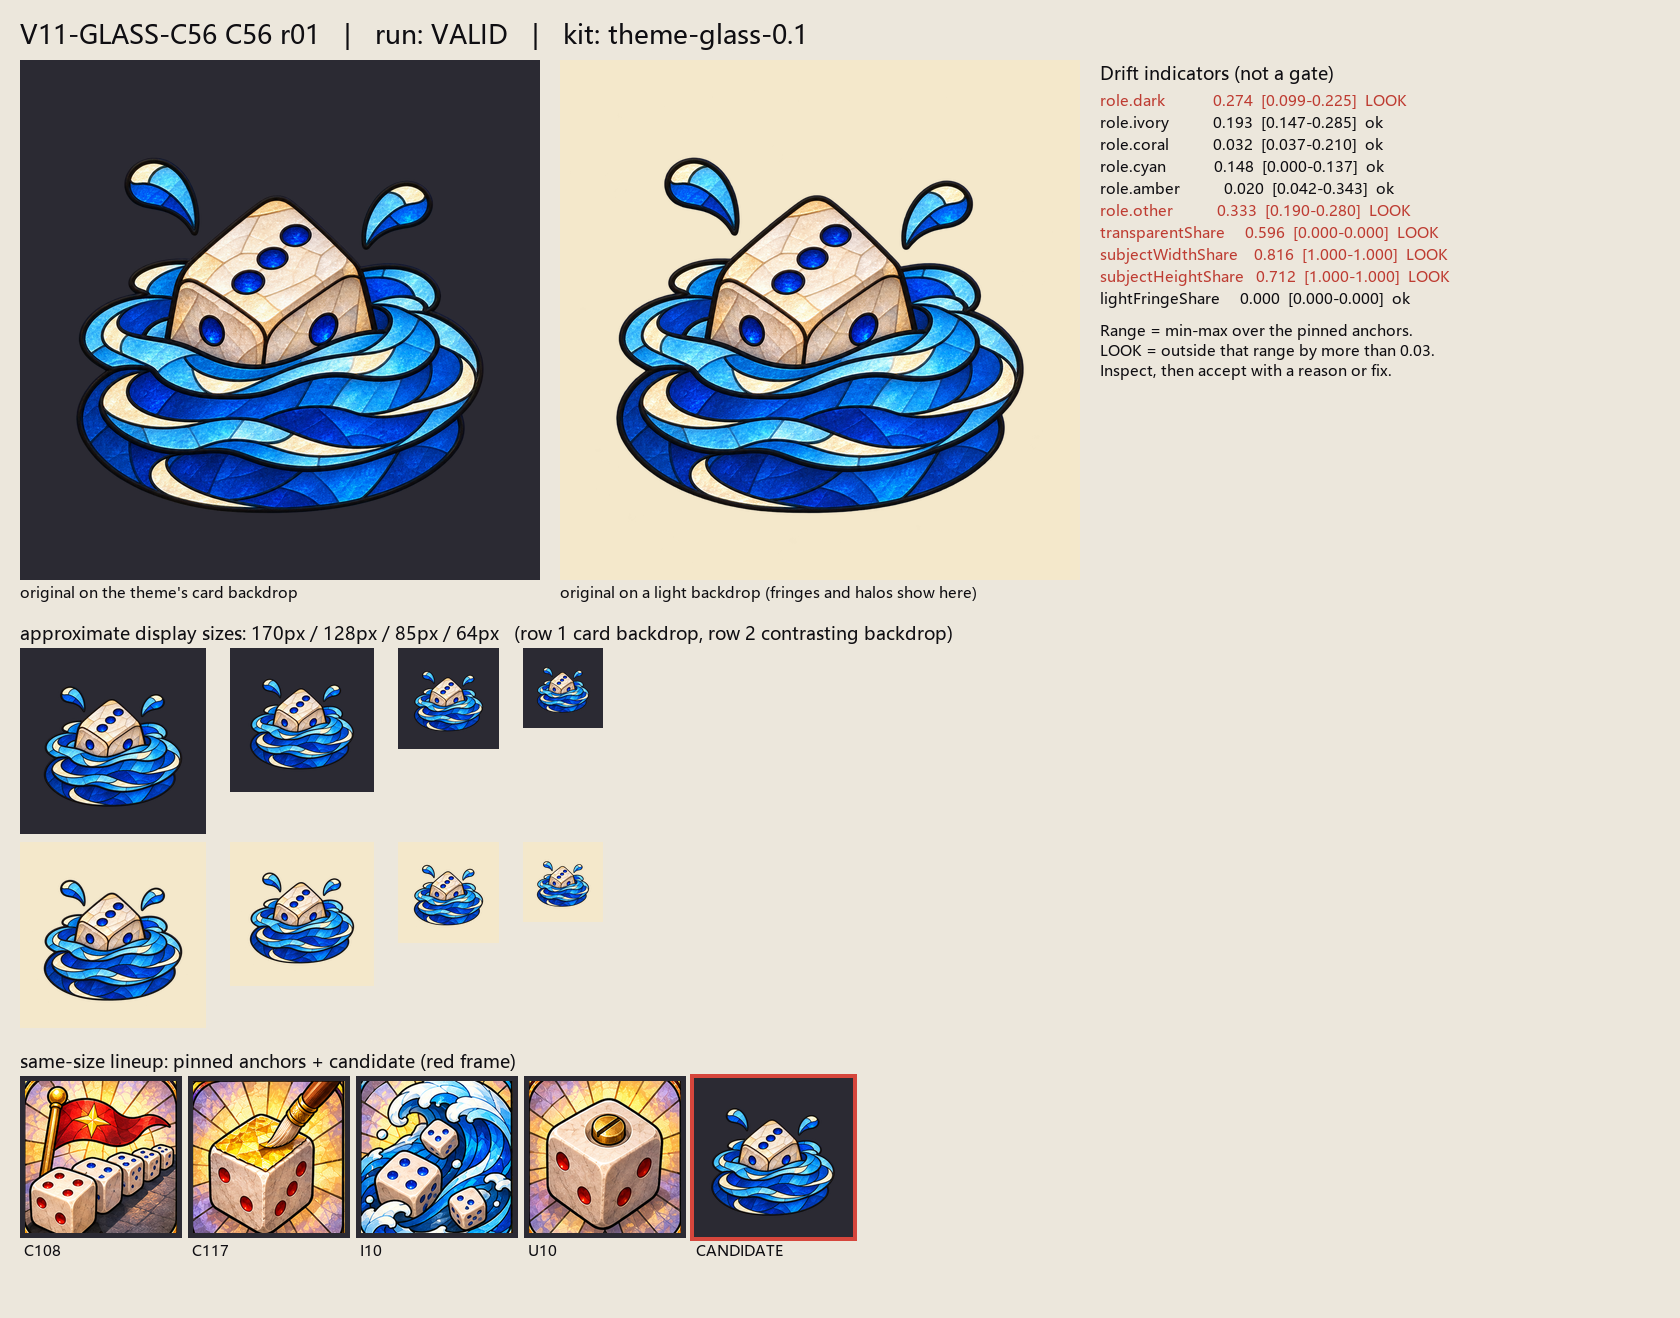 V11-GLASS-C56 C56 r01 | run: VALID | kit: theme-glass-0.1
Drift indicators (not a gate)
role.dark 0.274 [0.099-0.225] LOOK
role.ivory 0.193 [0.147-0.285] ok
role.coral 0.032 [0.037-0.210] ok
role.cyan 0.148 [0.000-0.137] ok
role.amber 0.020 [0.042-0.343] ok
role.other 0.333 [0.190-0.280] LOOK
transparentShare 0.596 [0.000-0.000] LOOK
subjectWidthShare 0.816 [1.000-1.000] LOOK
subjectHeightShare 0.712 [1.000-1.000] LOOK
lightFringeShare 0.000 [0.000-0.000] ok
Range = min-max over the pinned anchors.
LOOK = outside that range by more than 0.03.
Inspect, then accept with a reason or fix.
original on the theme's card backdrop
original on a light backdrop (fringes and halos show here)
approximate display sizes: 170px / 128px / 85px / 64px (row 1 card backdrop, row 2 contrasting backdrop)
same-size lineup: pinned anchors + candidate (red frame)
C108
C117
I10
U10
CANDIDATE